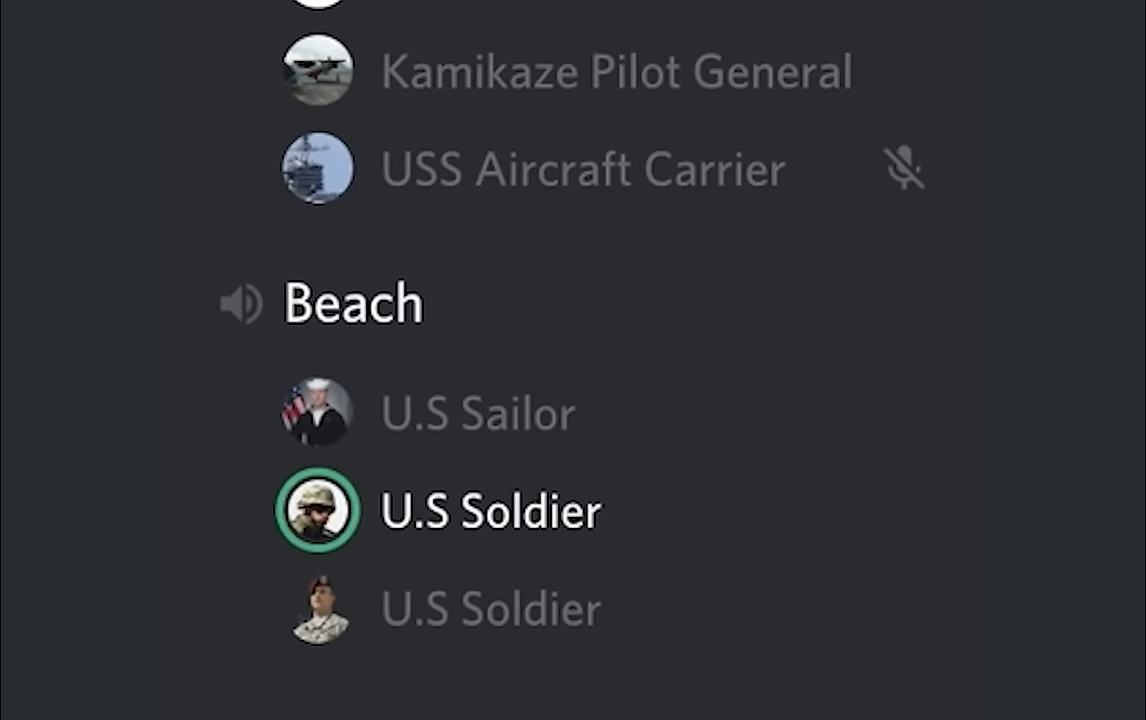 Kamikaze Pilot General
USS Aircraft Carrier
Beach
U.S Sailor
U.S Soldier
U.S Soldier